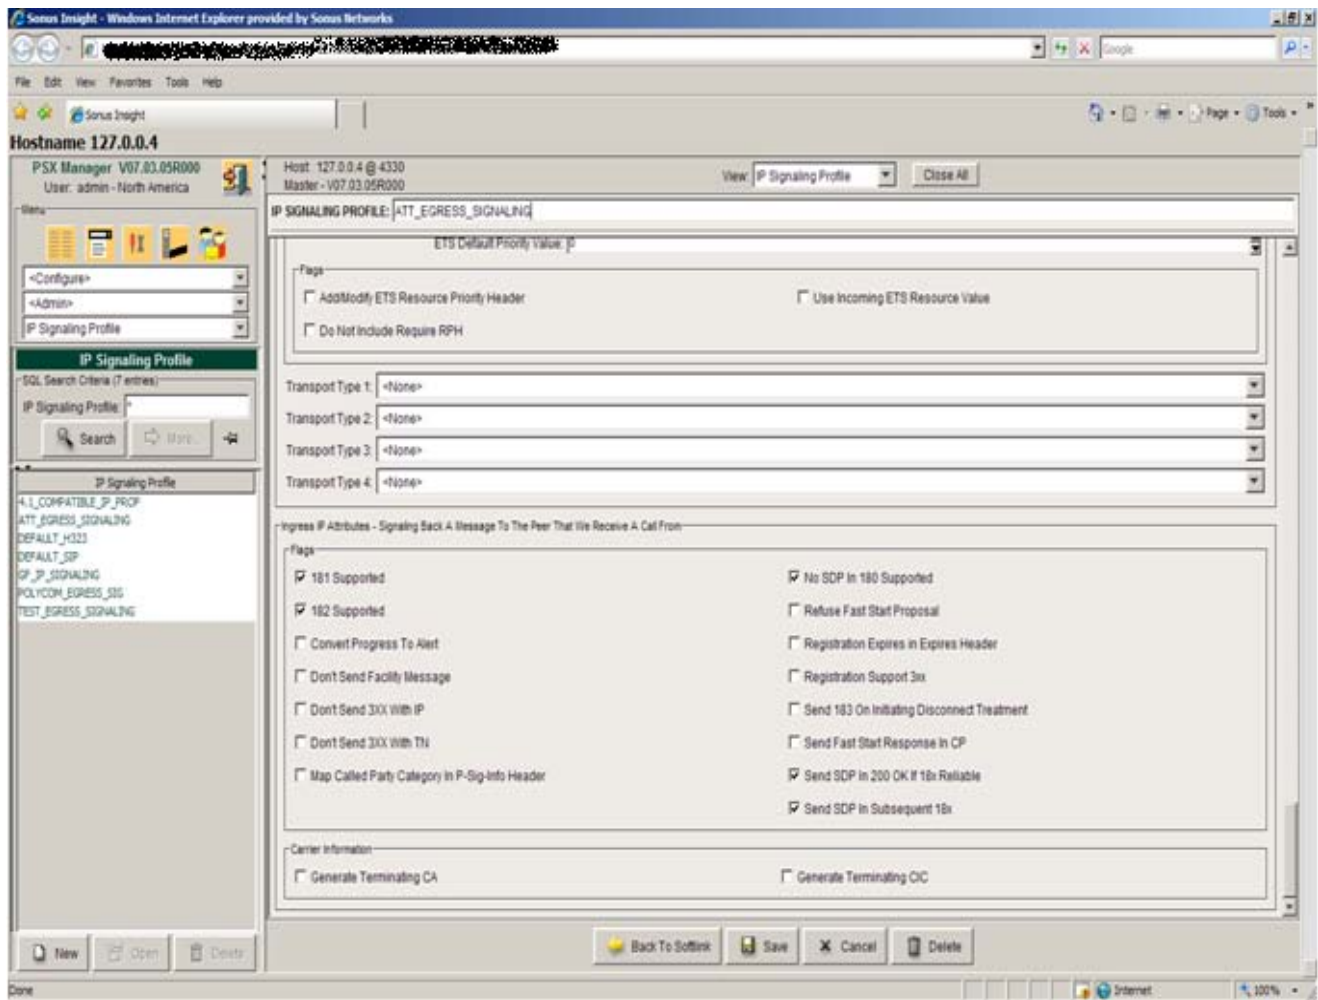 Sonus Insight - Windows Internet Explorer provided by Sonus Networks
Google
File Edit View Favorites Tools Help
Sonus Insight
Page Tools
Hostname 127.0.0.4
PSX Manager V07.03.05R000
User: admin - North America
Host: 127.0.0.4 @ 4330
Master - V07.03.05R000
View: IP Signaling Profile
Close All
Menu
IP SIGNALING PROFILE: ATT_EGRESS_SIGNALING
<Configure>
<Admin>
IP Signaling Profile
IP Signaling Profile
SQL Search Criteria (7 entries)
IP Signaling Profile: *
Search
More...
IP Signaling Profile
4.1_COMPATIBLE_IP_PROF
ATT_EGRESS_SIGNALING
DEFAULT_H323
DEFAULT_SIP
GF_IP_SIGNALING
POLYCOM_EGRESS_SIG
TEST_EGRESS_SIGNALING
New
Open
Delete
ETS Default Priority Value: 0
Flags
Add/Modify ETS Resource Priority Header
Use Incoming ETS Resource Value
Do Not Include Require RPH
Transport Type 1: <None>
Transport Type 2: <None>
Transport Type 3: <None>
Transport Type 4: <None>
Ingress IP Attributes - Signaling Back A Message To The Peer That We Receive A Call From
Flags
181 Supported
No SDP In 180 Supported
182 Supported
Refuse Fast Start Proposal
Convert Progress To Alert
Registration Expires in Expires Header
Don't Send Facility Message
Registration Support 3xx
Don't Send 3XX With IP
Send 183 On Initiating Disconnect Treatment
Don't Send 3XX With TN
Send Fast Start Response In CP
Map Called Party Category In P-Sig-Info Header
Send SDP In 200 OK If 18x Reliable
Send SDP In Subsequent 18x
Carrier Information
Generate Terminating CA
Generate Terminating CIC
Back To Softlink
Save
Cancel
Delete
Done
Internet
100%